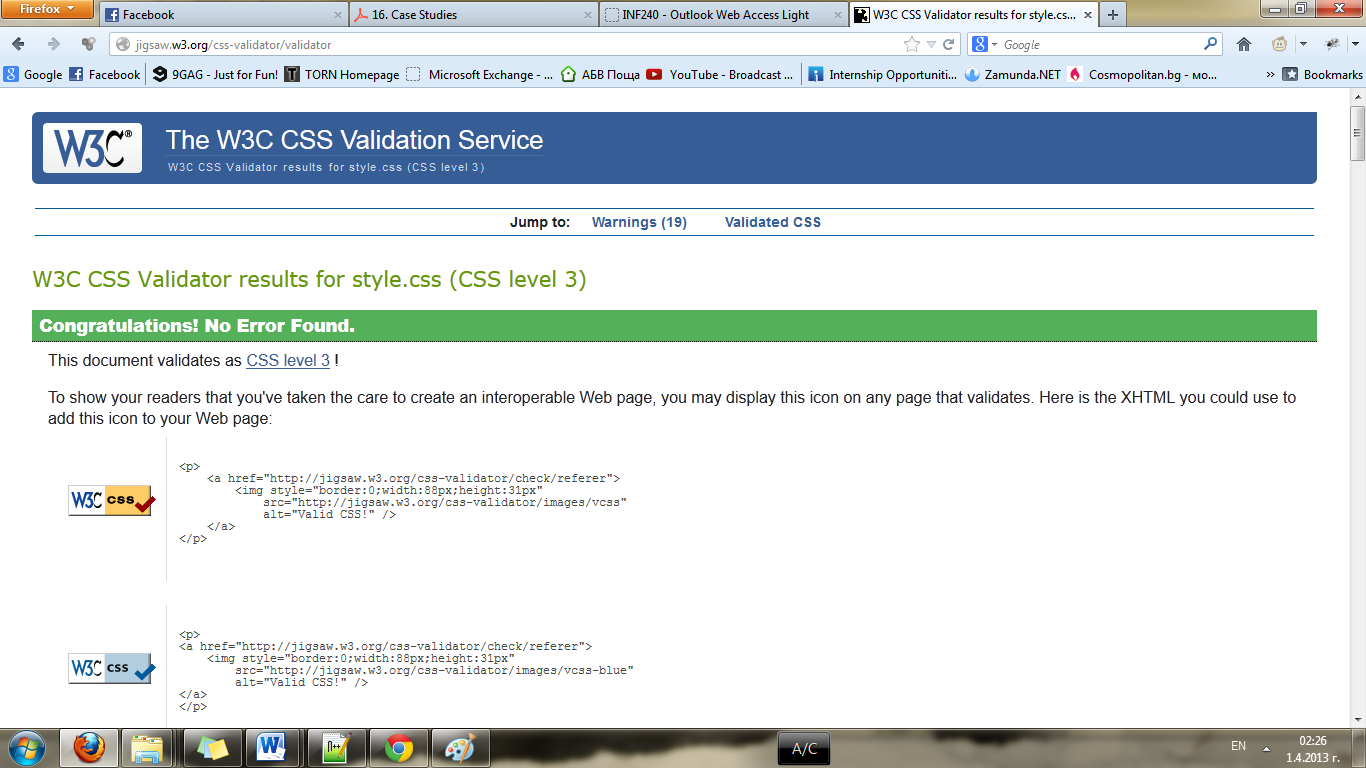 Firefox
Facebook
16. Case Studies
INF240 - Outlook Web Access Light
W3C CSS Validator results for style.cs...
jigsaw.w3.org/css-validator/validator
Google
Google
Facebook
9GAG - Just for Fun!
TORN Homepage
Microsoft Exchange - ...
АБВ Поща
YouTube - Broadcast ...
Internship Opportuniti...
Zamunda.NET
Cosmopolitan.bg - мо...
»
Bookmarks
W3C®
The W3C CSS Validation Service
W3C CSS Validator results for style.css (CSS level 3)
Jump to: Warnings (19) Validated CSS
W3C CSS Validator results for style.css (CSS level 3)
Congratulations! No Error Found.
This document validates as CSS level 3 !
To show your readers that you've taken the care to create an interoperable Web page, you may display this icon on any page that validates. Here is the XHTML you could use to
add this icon to your Web page:
W3C css
<p>
<a href="http://jigsaw.w3.org/css-validator/check/referer">
<img style="border:0;width:88px;height:31px"
src="http://jigsaw.w3.org/css-validator/images/vcss"
alt="Valid CSS!" />
</a>
</p>
W3C css
<p>
<a href="http://jigsaw.w3.org/css-validator/check/referer">
<img style="border:0;width:88px;height:31px"
src="http://jigsaw.w3.org/css-validator/images/vcss-blue"
alt="Valid CSS!" />
</a>
</p>
A/C
EN
02:26
1.4.2013 г.